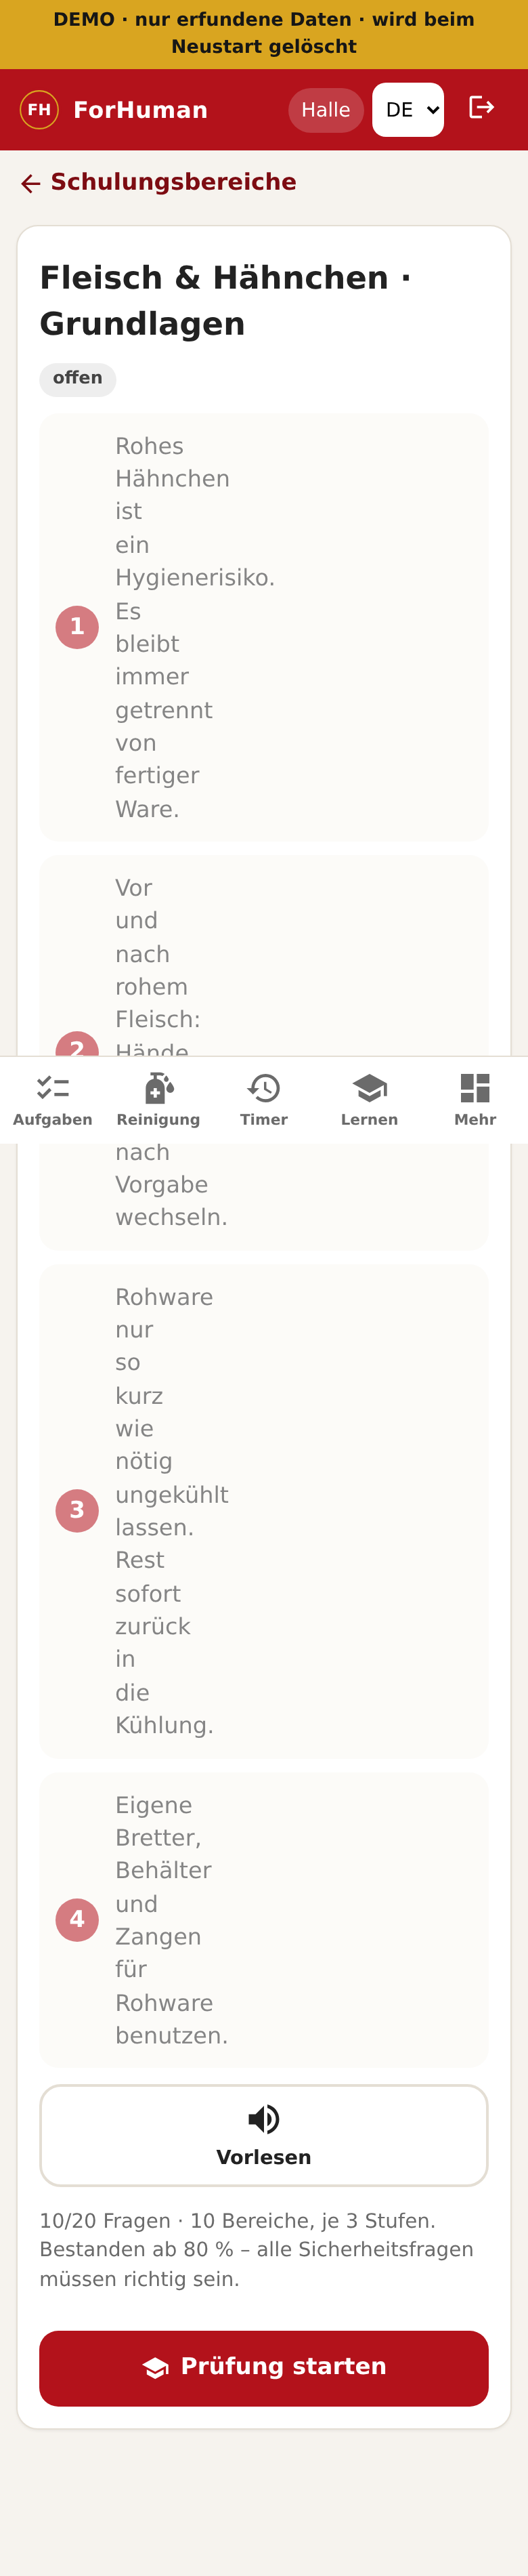 DEMO · nur erfundene Daten · wird beim
Neustart gelöscht
FH ForHuman
Halle
DE
← Schulungsbereiche
Fleisch & Hähnchen ·
Grundlagen
offen
1
Rohes
Hähnchen
ist
ein
Hygienerisiko.
Es
bleibt
immer
getrennt
von
fertiger
Ware.
2
Vor
und
nach
rohem
Fleisch:
Hände
Aufgaben
Reinigung
Timer
Lernen
Mehr
nach
Vorgabe
wechseln.
3
Rohware
nur
so
kurz
wie
nötig
ungekühlt
lassen.
Rest
sofort
zurück
in
die
Kühlung.
4
Eigene
Bretter,
Behälter
und
Zangen
für
Rohware
benutzen.
Vorlesen
10/20 Fragen · 10 Bereiche, je 3 Stufen.
Bestanden ab 80 % – alle Sicherheitsfragen
müssen richtig sein.
Prüfung starten